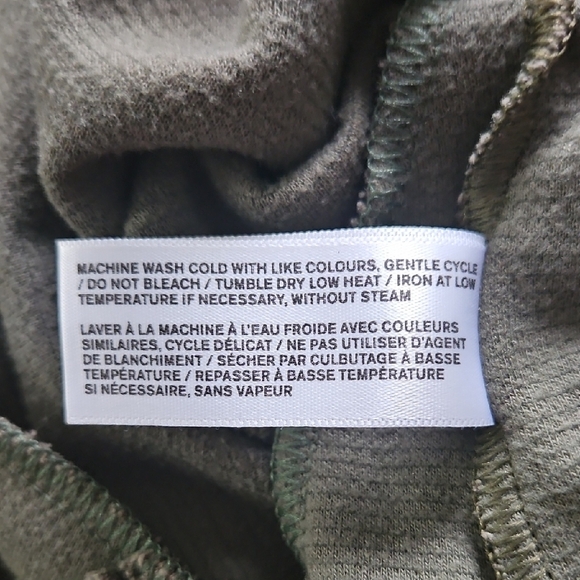 MACHINE WASH COLD WITH LIKE COLOURS, GENTLE CYCLE
/ DO NOT BLEACH / TUMBLE DRY LOW HEAT / IRON AT LOW
TEMPERATURE IF NECESSARY, WITHOUT STEAM
LAVER À LA MACHINE À L'EAU FROIDE AVEC COULEURS
SIMILAIRES, CYCLE DÉLICAT / NE PAS UTILISER D'AGENT
DE BLANCHIMENT / SÉCHER PAR CULBUTAGE À BASSE
TEMPÉRATURE / REPASSER À BASSE TEMPÉRATURE
SI NÉCESSAIRE, SANS VAPEUR